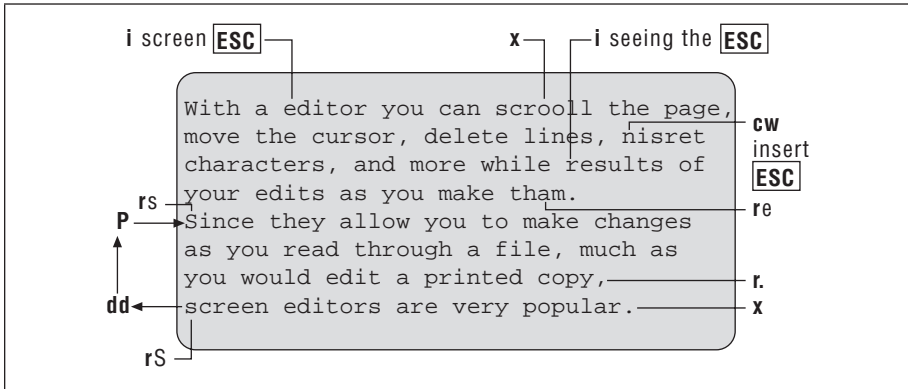 i screen ESC x i seeing the ESC
With a editor you can scrooll the page,
move the cursor, delete lines, nisret
cw
insert
ESC
characters, and more while results of
your edits as you make tham.
rs
re
P
Since they allow you to make changes
as you read through a file, much as
you would edit a printed copy,
r.
dd
screen editors are very popular.
x
rS